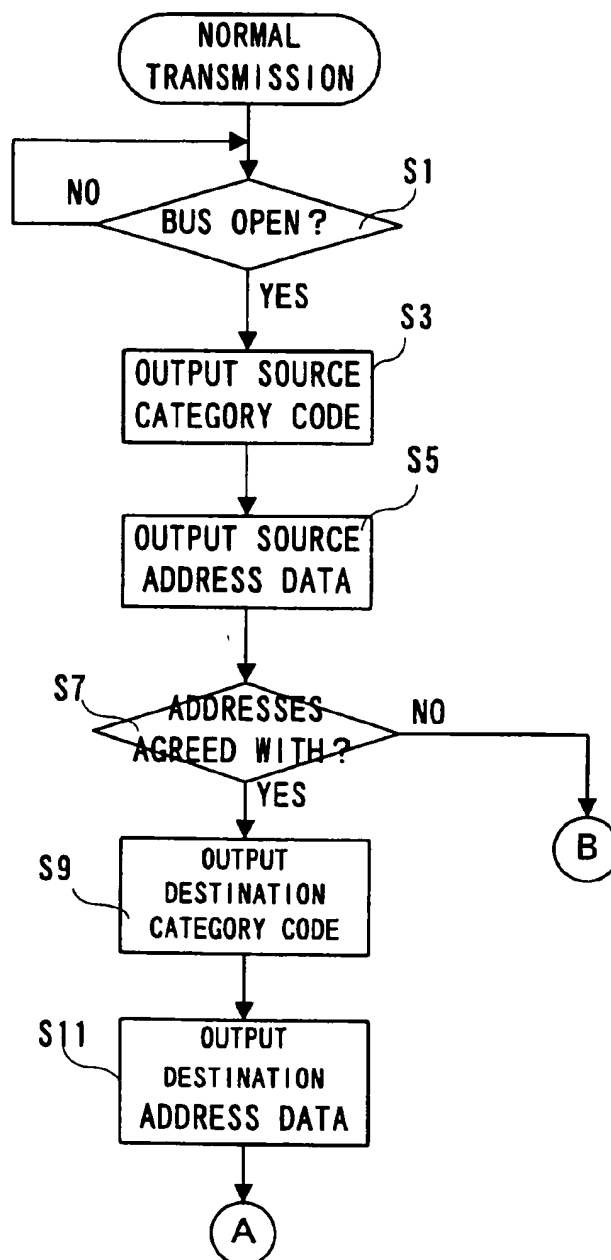 NORMAL
TRANSMISSION
NO
S1
BUS OPEN?
YES
S3
OUTPUT SOURCE
CATEGORY CODE
S5
OUTPUT SOURCE
ADDRESS DATA
S7
ADDRESSES
AGREED WITH?
NO
YES
B
S9
OUTPUT
DESTINATION
CATEGORY CODE
S11
OUTPUT
DESTINATION
ADDRESS DATA
A